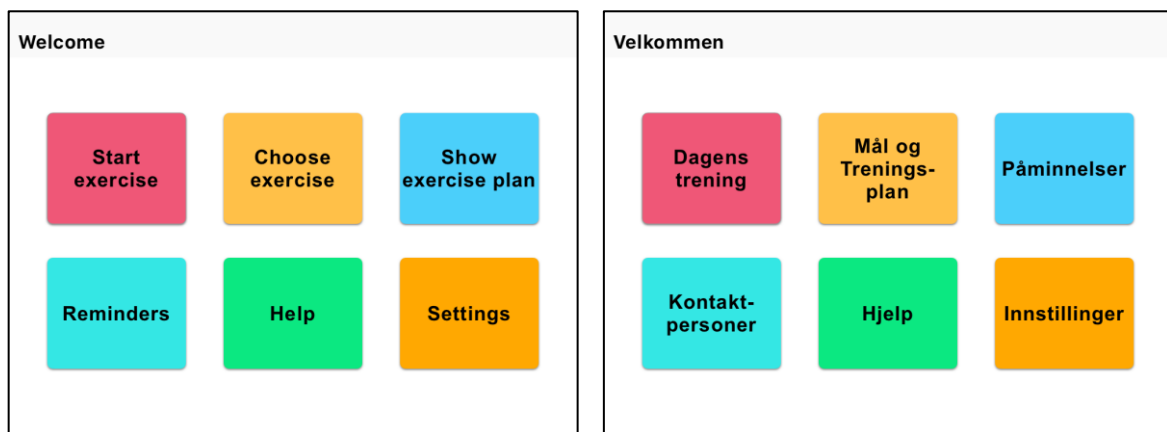 Welcome
Start
exercise
Choose
exercise
Show
exercise plan
Reminders
Help
Settings
Velkommen
Dagens
trening
Mål og
Trenings-
plan
Påminnelser
Kontakt-
personer
Hjelp
Innstillinger